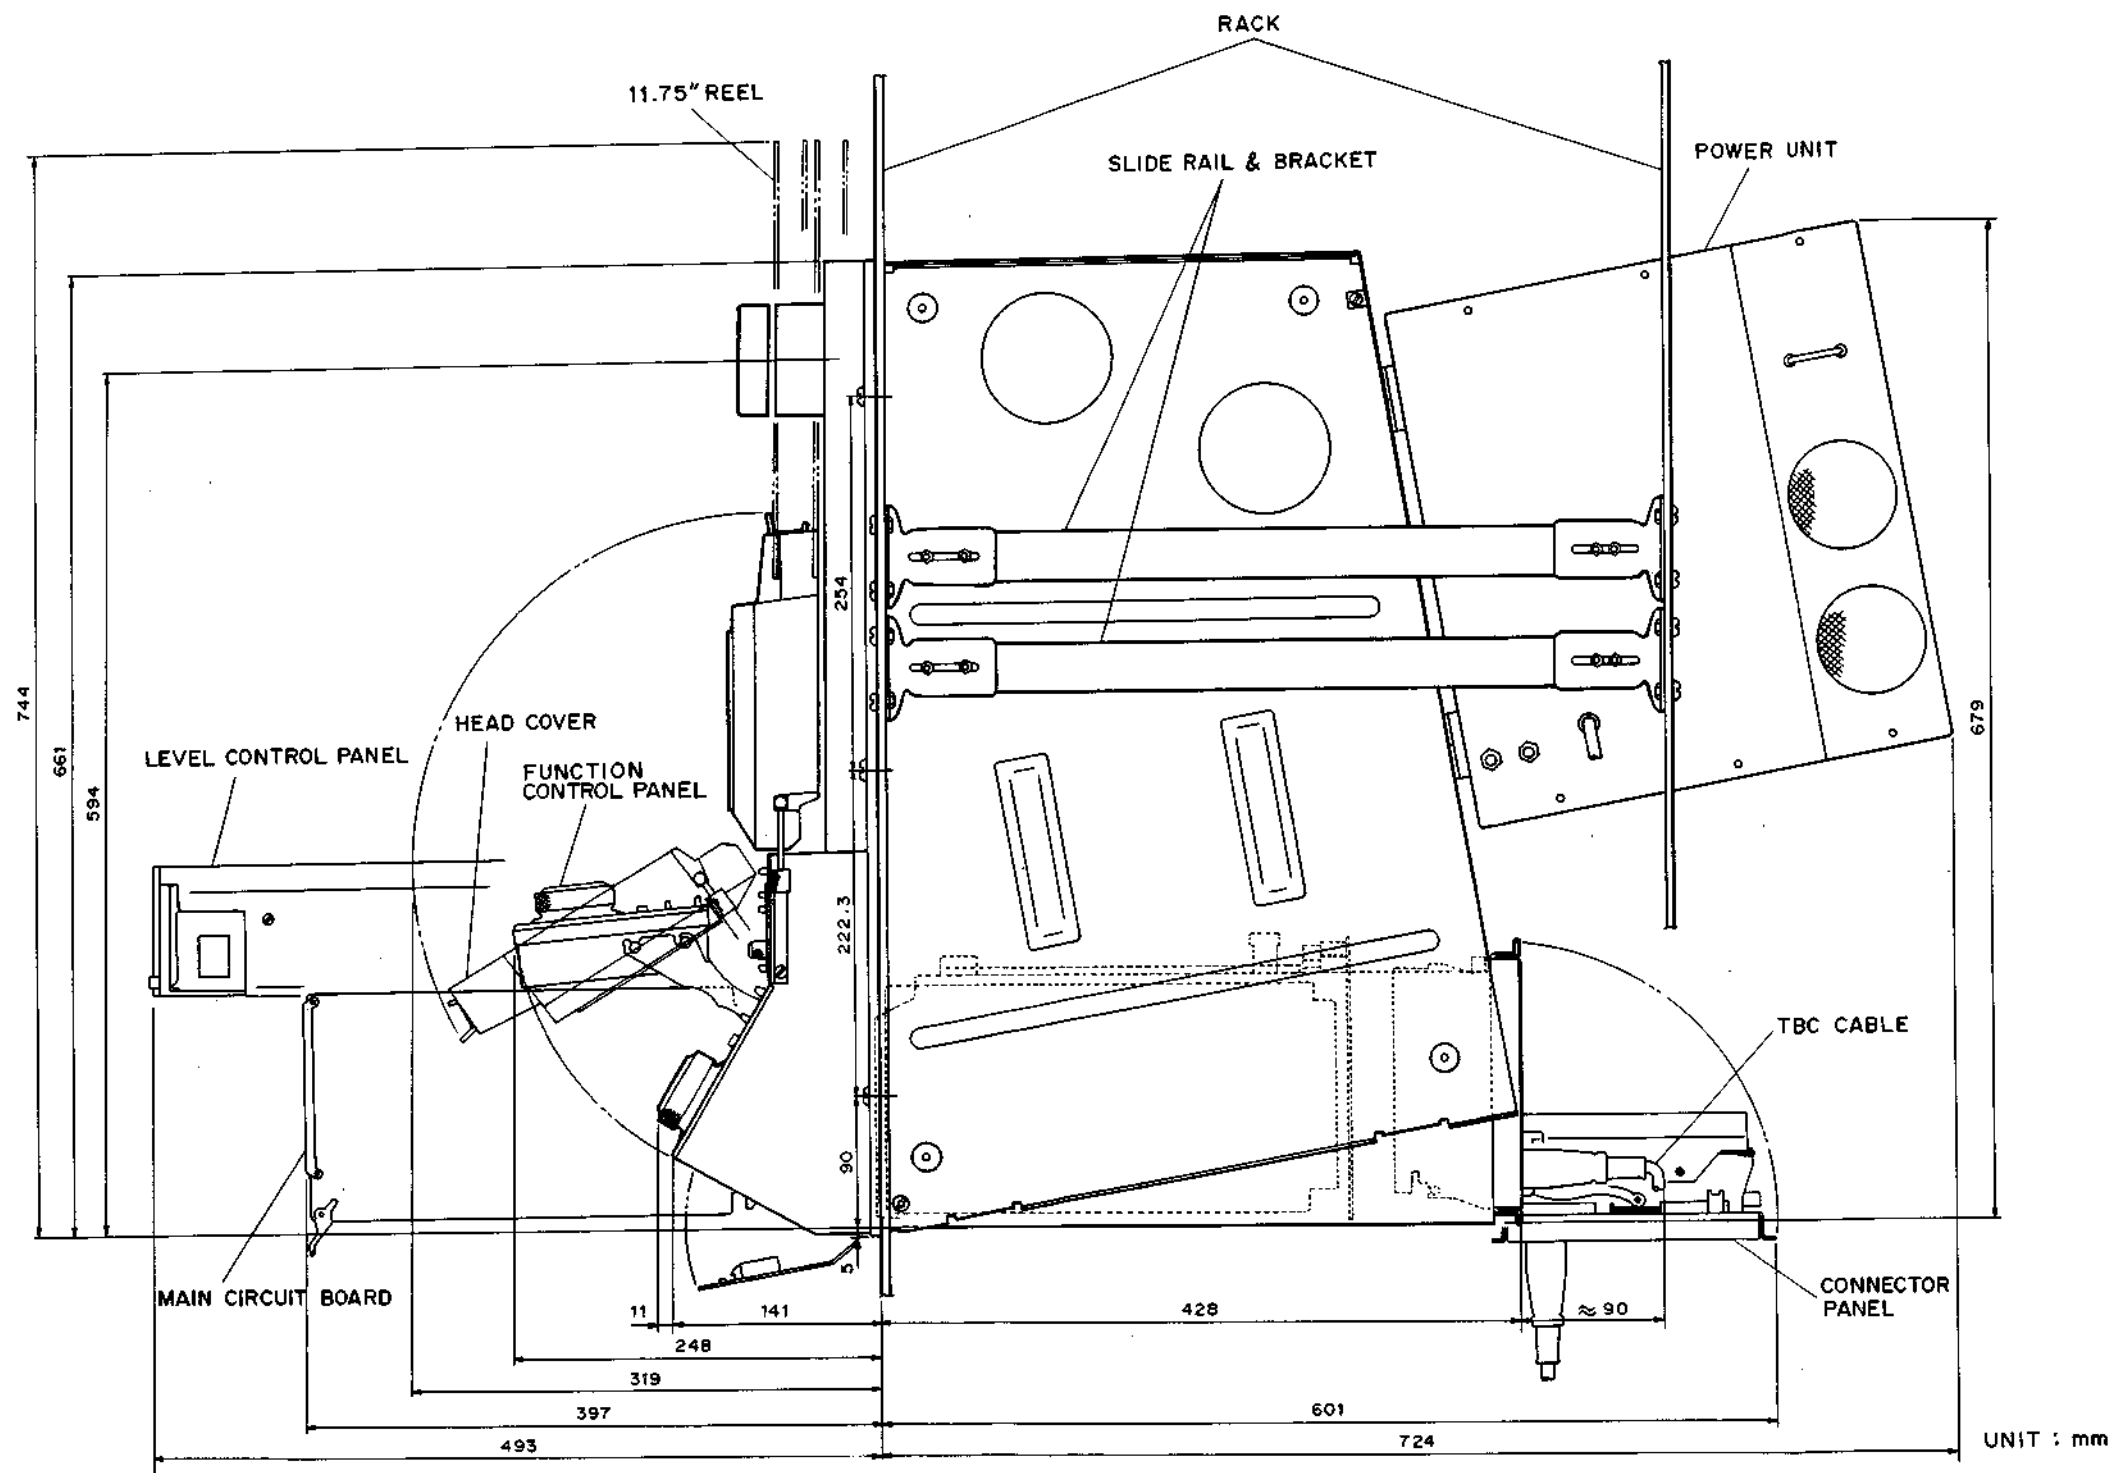 RACK
11.75" REEL
SLIDE RAIL & BRACKET
POWER UNIT
254
744
661
594
679
HEAD COVER
LEVEL CONTROL PANEL
FUNCTION
CONTROL PANEL
222.3
TBC CABLE
90
5
MAIN CIRCUIT BOARD
CONNECTOR
PANEL
11
141
428
≈ 90
248
319
397
601
493
724
UNIT : mm